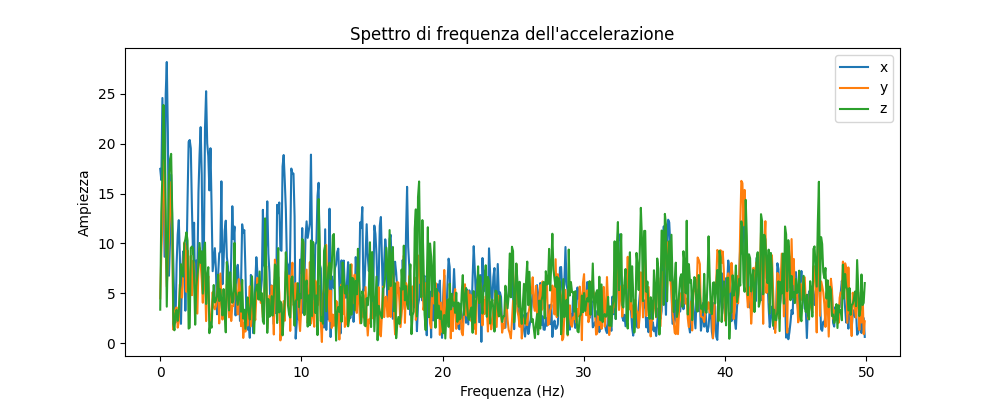 Spettro di frequenza dell'accelerazione
x
y
z
Ampiezza
25
20
15
10
5
0
0 10 20 30 40 50
Frequenza (Hz)